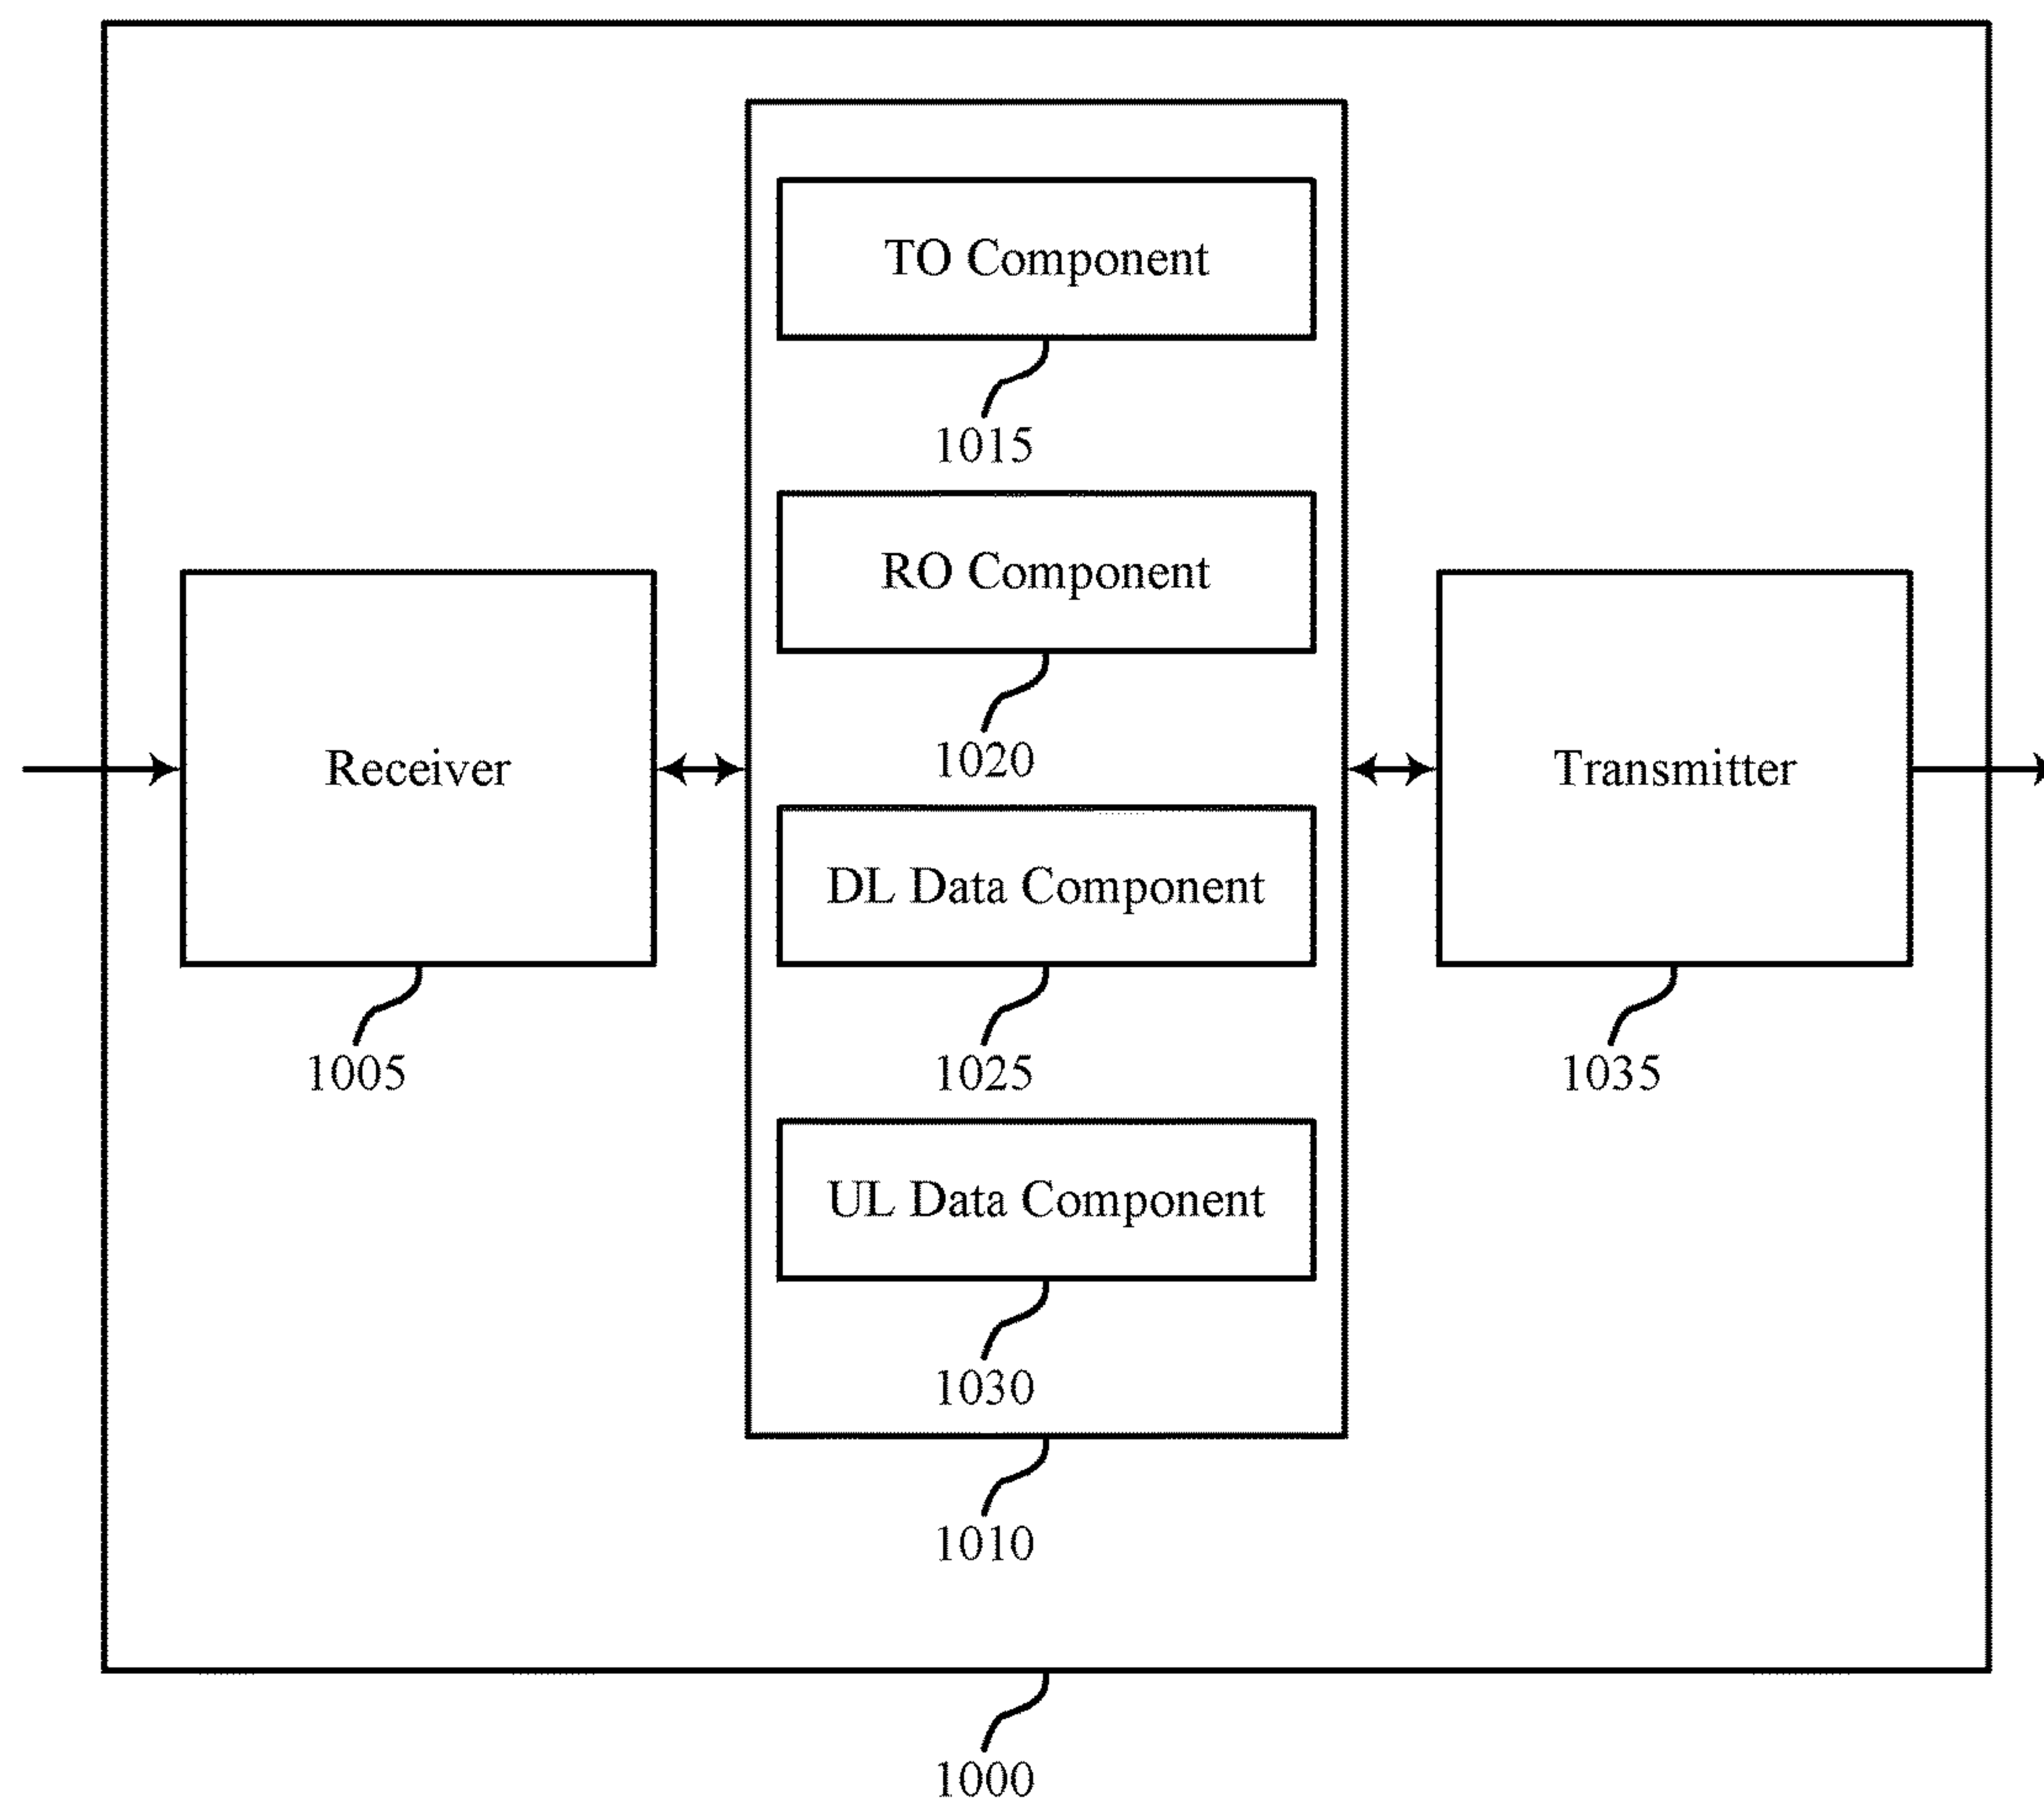 TO Component
1015
RO Component
1020
Receiver
Transmitter
DL Data Component
1005
1025
1035
UL Data Component
1030
1010
1000